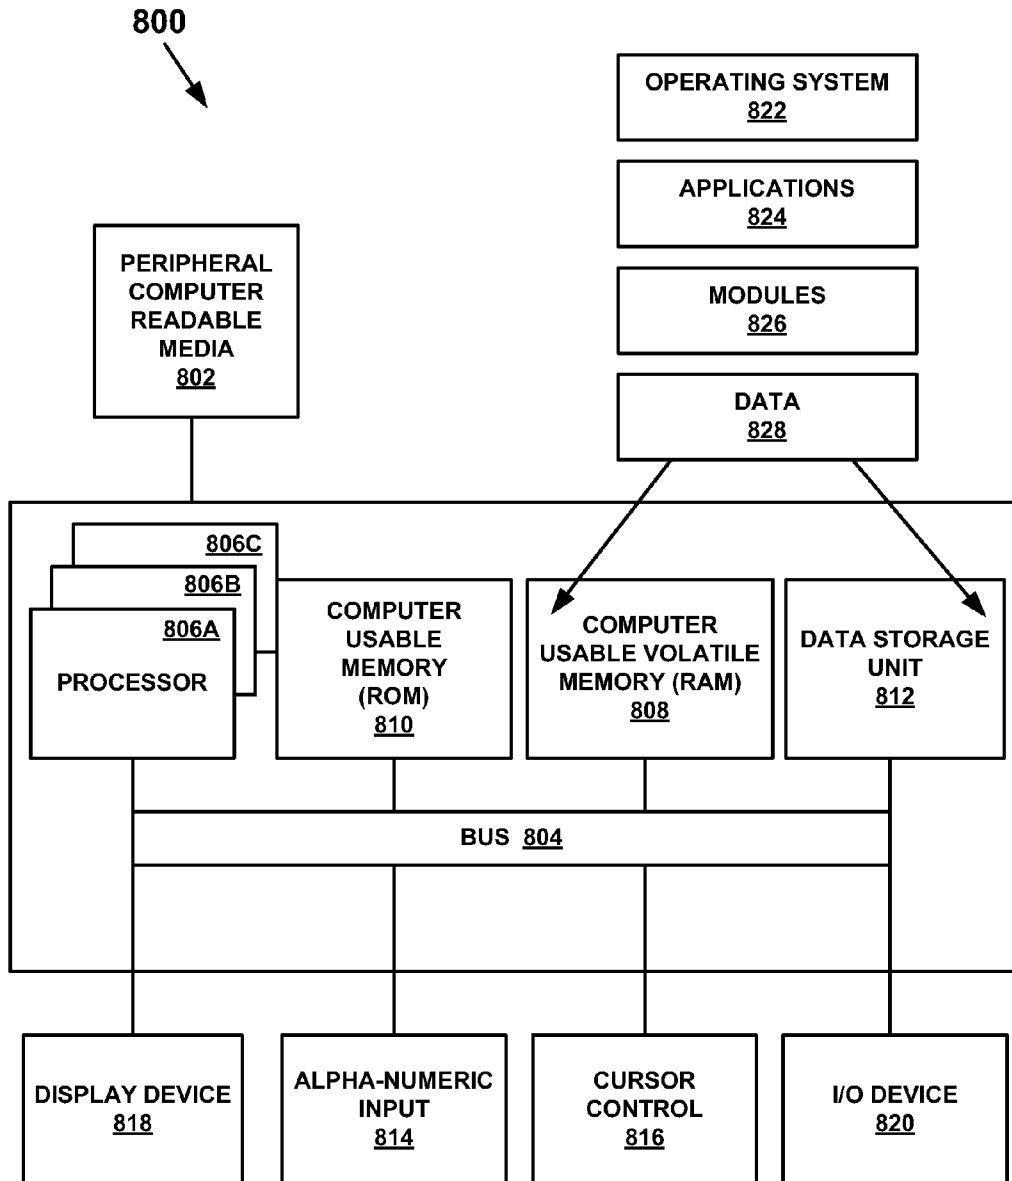 800
OPERATING SYSTEM
822
APPLICATIONS
824
PERIPHERAL
COMPUTER
READABLE
MEDIA
802
MODULES
826
DATA
828
806C
806B
806A
PROCESSOR
COMPUTER
USABLE
MEMORY
(ROM)
810
COMPUTER
USABLE VOLATILE
MEMORY (RAM)
808
DATA STORAGE
UNIT
812
BUS 804
DISPLAY DEVICE
818
ALPHA-NUMERIC
INPUT
814
CURSOR
CONTROL
816
I/O DEVICE
820